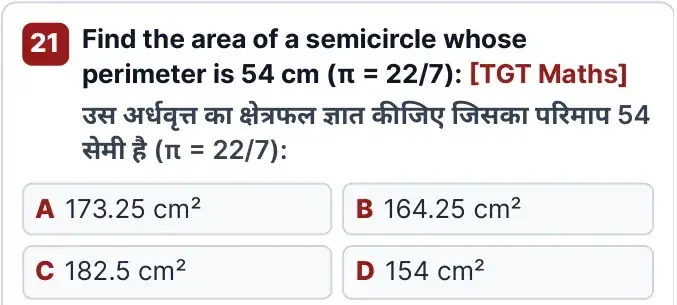 21 Find the area of a semicircle whose
perimeter is 54 cm (π = 22/7): [TGT Maths]
उस अर्धवृत्त का क्षेत्रफल ज्ञात कीजिए जिसका परिमाप 54
सेमी है (π = 22/7):
A 173.25 cm²
B 164.25 cm²
C 182.5 cm²
D 154 cm²